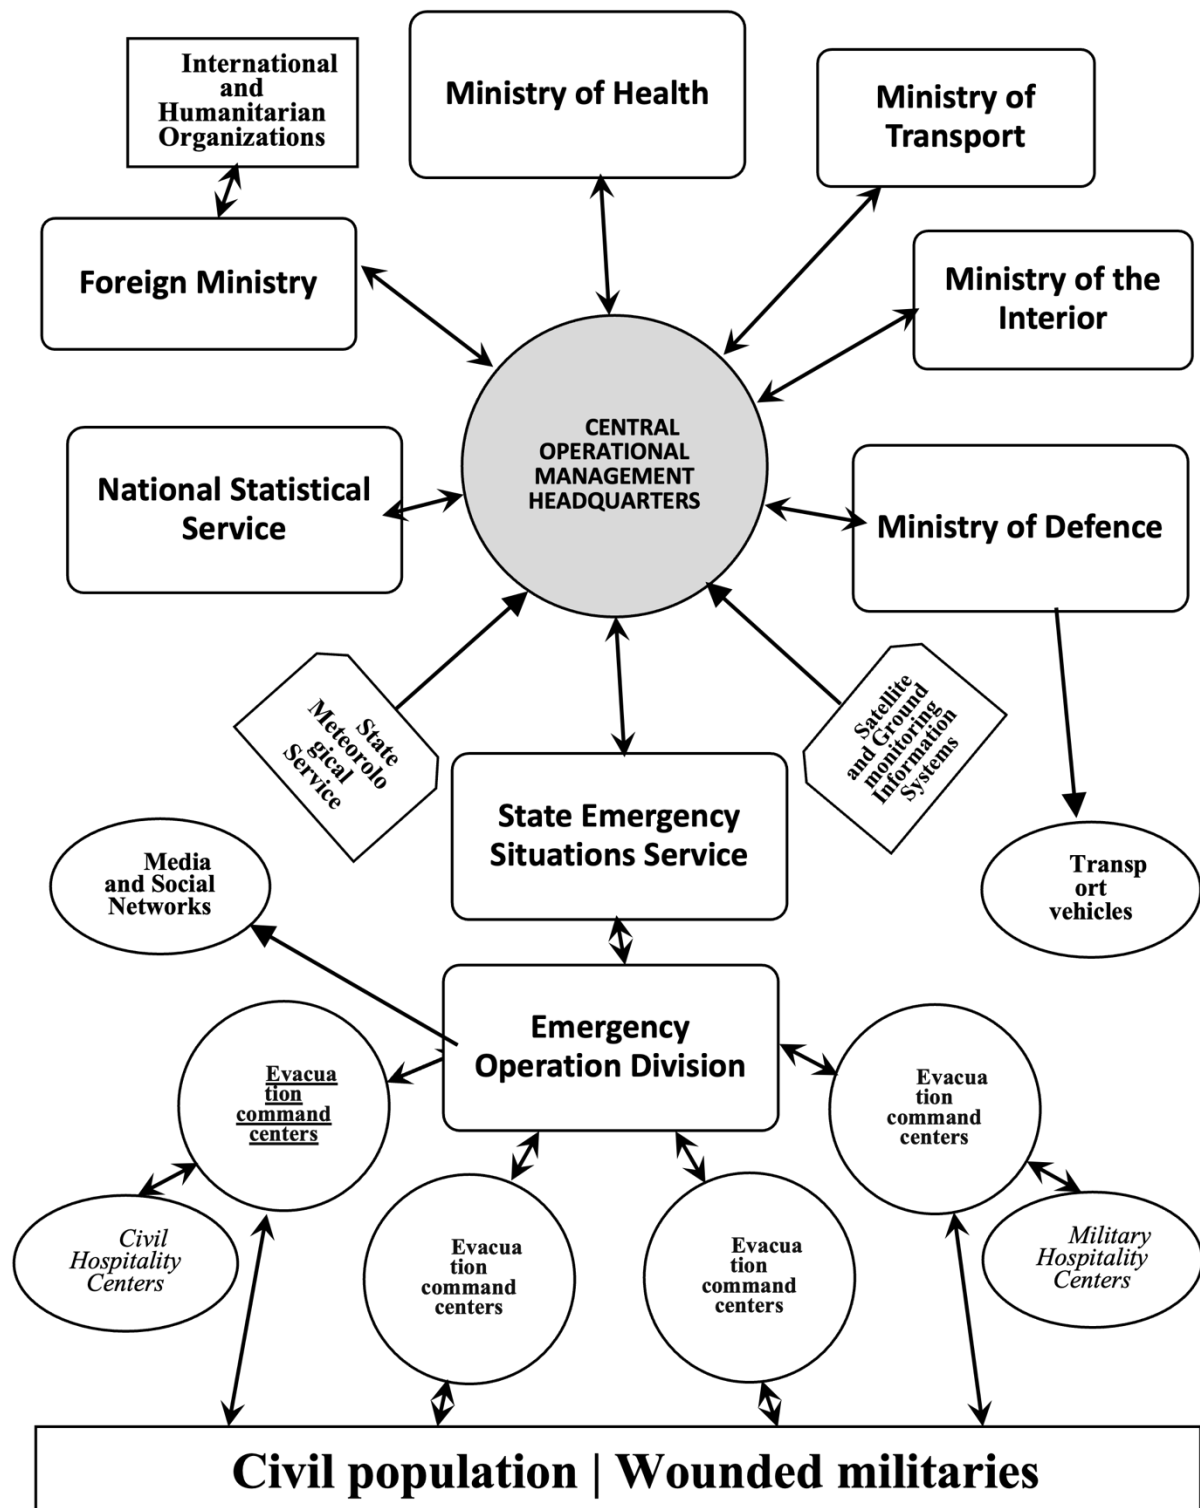 International
and
Humanitarian
Organizations
Ministry of Health
Ministry of
Transport
Foreign Ministry
Ministry of the
Interior
CENTRAL
OPERATIONAL
MANAGEMENT
HEADQUARTERS
National Statistical
Service
Ministry of Defence
State
Meteorolo
gical
Service
Satellite
and Ground
monitoring
Information
Systems
State Emergency
Situations Service
Media
and Social
Networks
Transp
ort
vehicles
Emergency
Operation Division
Evacua
tion
command
centers
Evacua
tion
command
centers
Civil
Hospitality
Centers
Evacua
tion
command
centers
Evacua
tion
command
centers
Military
Hospitality
Centers
Civil population | Wounded militaries